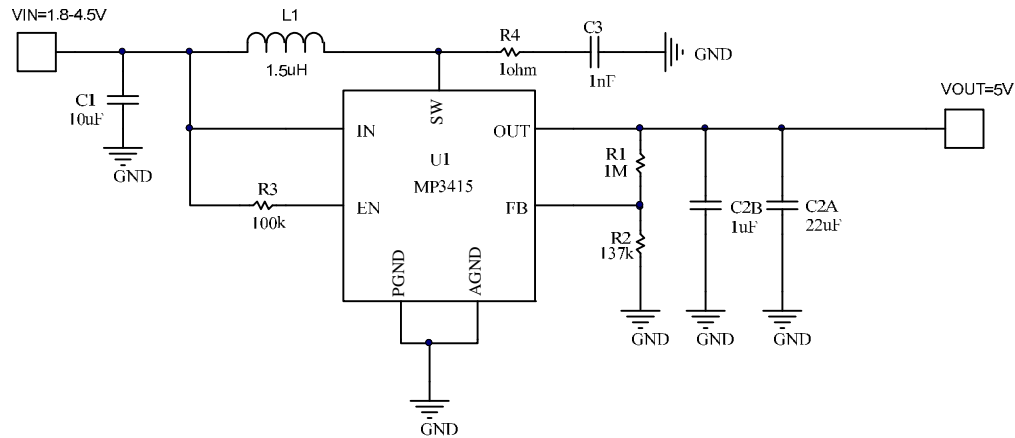 VIN=1.8-4.5V
L1
1.5uH
R4
1ohm
C3
1nF
GND
VOUT=5V
C1
10uF
GND
SW
IN
OUT
U1
MP3415
R1
1M
R3
100k
EN
FB
C2B
1uF
C2A
22uF
R2
137k
PGND
AGND
GND
GND
GND
GND